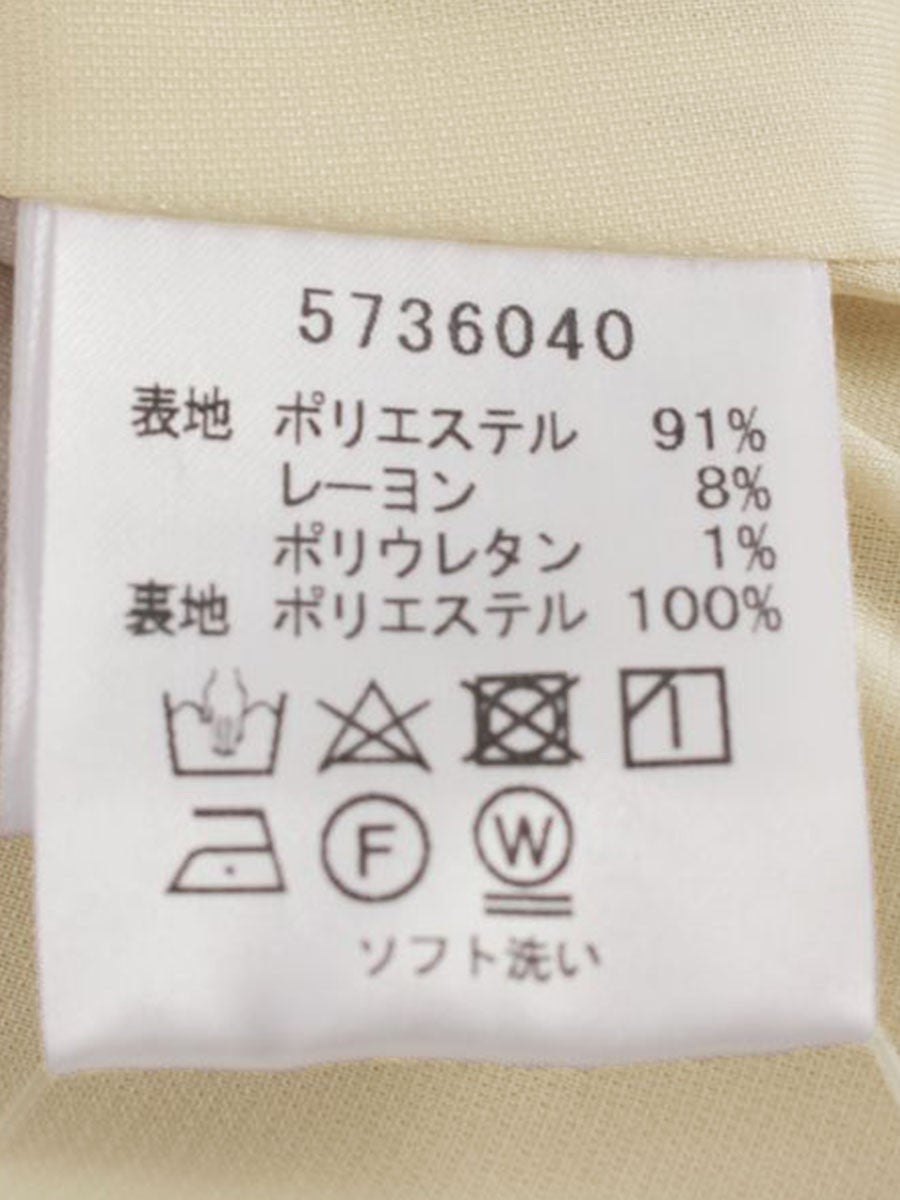 5736040
表地 ポリエステル 91%
レーヨン 8%
ポリウレタン 1%
裏地 ポリエステル 100%
F W
ソフト洗い